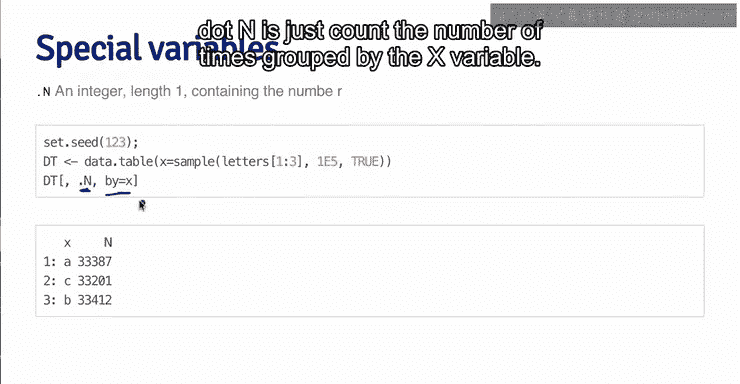 dot N is just count the number of
times grouped by the X variable.
Special variables
.N An integer, length 1, containing the numbe r
set.seed(123);
DT <- data.table(x=sample(letters[1:3], 1E5, TRUE))
DT[, .N, by=x]
x N
1: a 33387
2: c 33201
3: b 33412